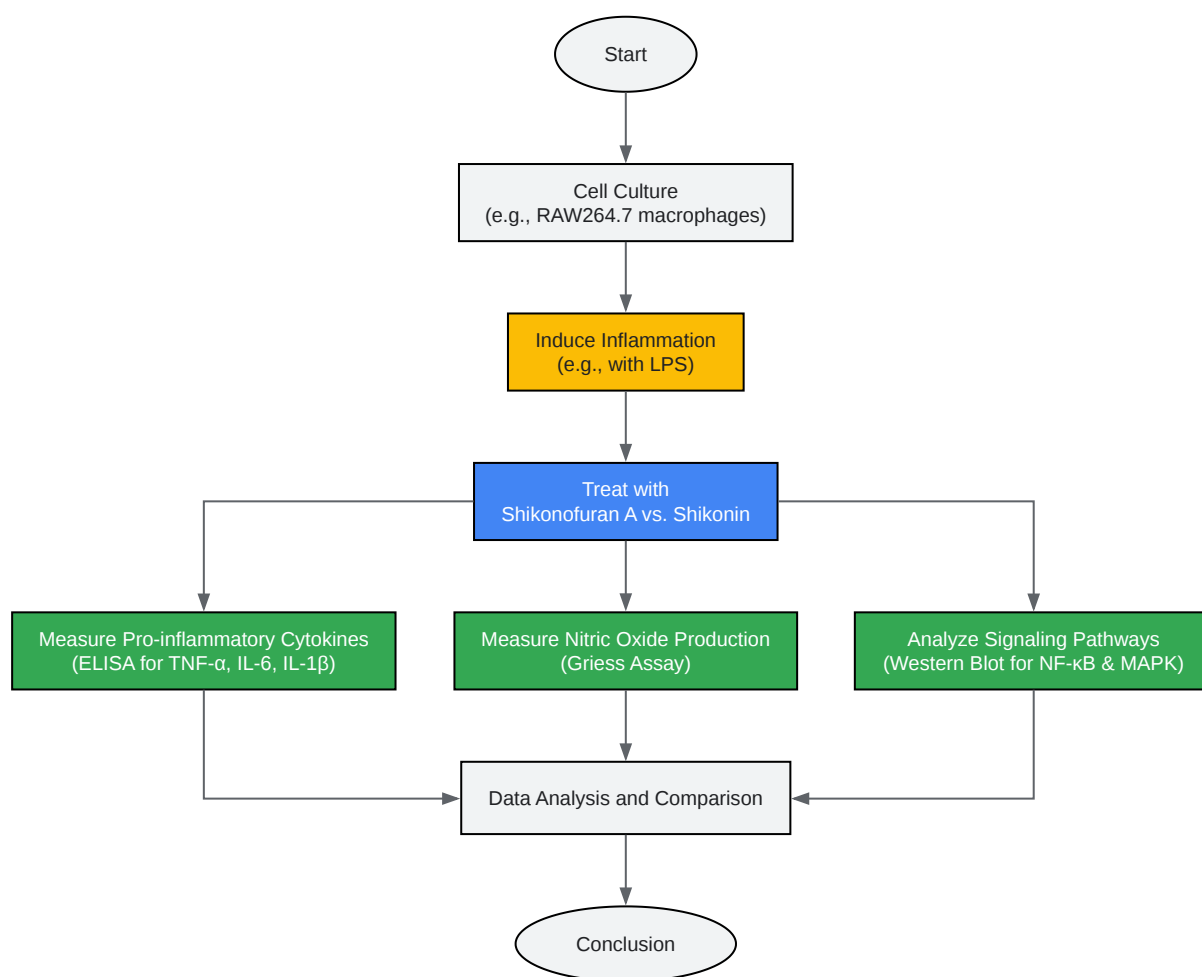 Start
Cell Culture
(e.g., RAW264.7 macrophages)
Induce Inflammation
(e.g., with LPS)
Treat with
Shikonofuran A vs. Shikonin
Measure Pro-inflammatory Cytokines
(ELISA for TNF-α, IL-6, IL-1β)
Measure Nitric Oxide Production
(Griess Assay)
Analyze Signaling Pathways
(Western Blot for NF-κB & MAPK)
Data Analysis and Comparison
Conclusion